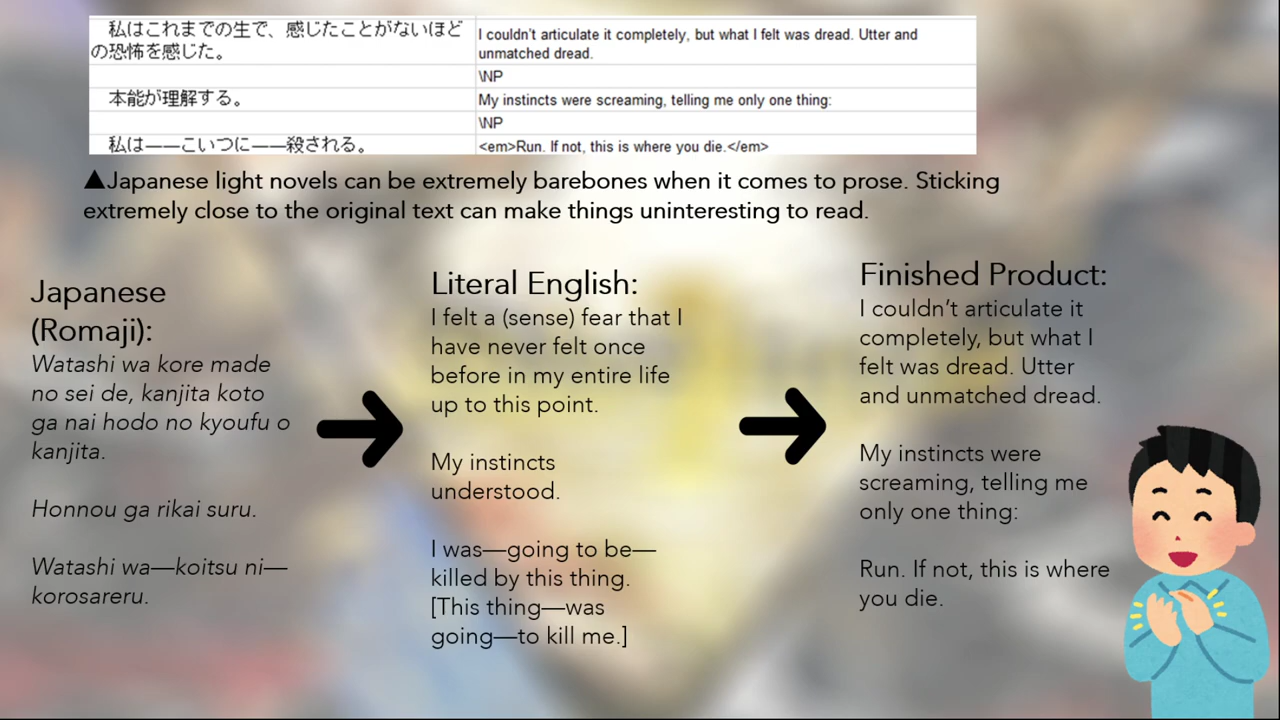 私はこれまでの生で、感じたことがないほど
の恐怖を感じた。
I couldn't articulate it completely, but what I felt was dread. Utter and
unmatched dread.
\NP
本能が理解する。
My instincts were screaming, telling me only one thing:
\NP
私は——こいつに——殺される。
<em>Run. If not, this is where you die.</em>
▲Japanese light novels can be extremely barebones when it comes to prose. Sticking
extremely close to the original text can make things uninteresting to read.
Japanese
(Romaji):
Watashi wa kore made
no sei de, kanjita koto
ga nai hodo no kyoufu o
kanjita.
Honnou ga rikai suru.
Watashi wa—koitsu ni—
korosareru.
Literal English:
I felt a (sense) fear that I
have never felt once
before in my entire life
up to this point.
My instincts
understood.
I was—going to be—
killed by this thing.
[This thing—was
going—to kill me.]
Finished Product:
I couldn't articulate it
completely, but what I
felt was dread. Utter
and unmatched dread.
My instincts were
screaming, telling me
only one thing:
Run. If not, this is where
you die.